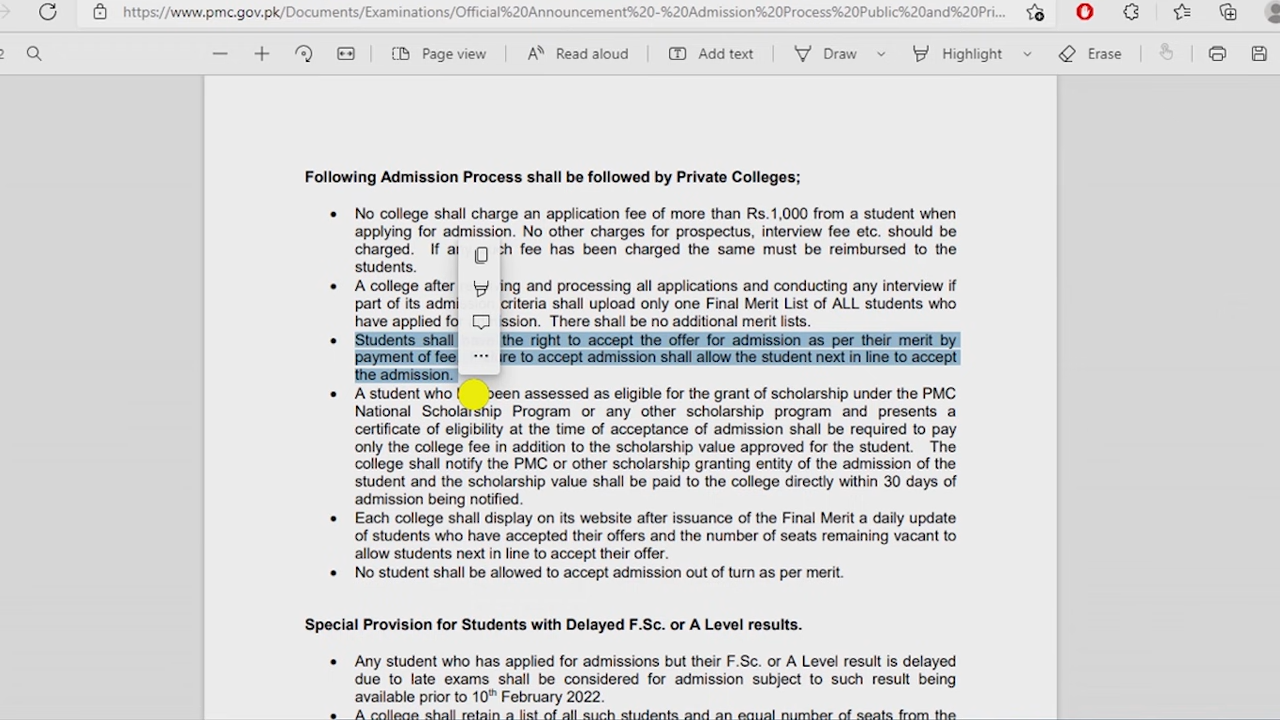 https://www.pmc.gov.pk/Documents/Examinations/Official%20Announcement%20-%20Admission%20Process%20Public%20and%20Pri...
2 Page view Read aloud Add text Draw Highlight Erase
Following Admission Process shall be followed by Private Colleges;
• No college shall charge an application fee of more than Rs.1,000 from a student when
applying for admission. No other charges for prospectus, interview fee etc. should be
charged. If fee has been charged the same must be reimbursed to the
students.
• A college after and processing all applications and conducting any interview if
part of its criteria shall upload only one Final Merit List of ALL students who
have applied There shall be no additional merit lists.
• Students shall the right to accept the offer for admission as per their merit by
payment of fee to accept admission shall allow the student next in line to accept
the admission.
• A student who been assessed as eligible for the grant of scholarship under the PMC
National Scholarship Program or any other scholarship program and presents a
certificate of eligibility at the time of acceptance of admission shall be required to pay
only the college fee in addition to the scholarship value approved for the student. The
college shall notify the PMC or other scholarship granting entity of the admission of the
student and the scholarship value shall be paid to the college directly within 30 days of
admission being notified.
• Each college shall display on its website after issuance of the Final Merit a daily update
of students who have accepted their offers and the number of seats remaining vacant to
allow students next in line to accept their offer.
• No student shall be allowed to accept admission out of turn as per merit.
Special Provision for Students with Delayed F.Sc. or A Level results.
• Any student who has applied for admissions but their F.Sc. or A Level result is delayed
due to late exams shall be considered for admission subject to such result being
available prior to 10th February 2022.
• A college shall retain a list of all such students and an equal number of seats from the